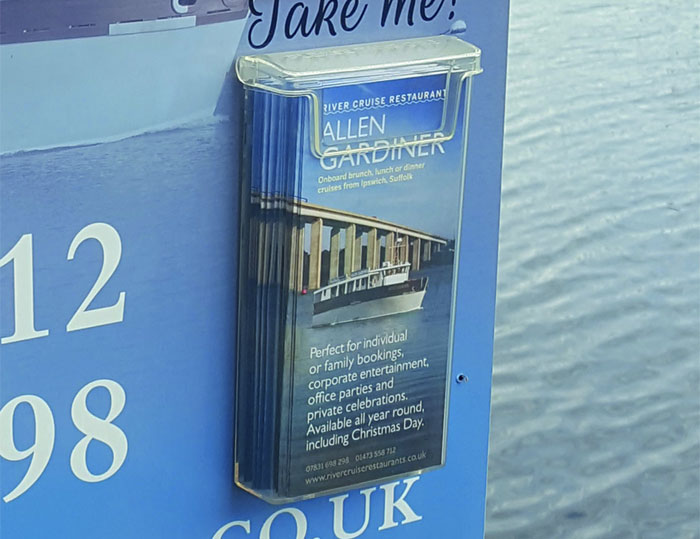 Take me!
RIVER CRUISE RESTAURANT
ALLEN
GARDINER
Onboard brunch, lunch or dinner
cruises from Ipswich, Suffolk
Perfect for individual
or family bookings,
corporate entertainment,
office parties and
private celebrations.
Available all year round,
including Christmas Day.
07831 698 298 01473 558 712
www.rivercruiserestaurants.co.uk
12
98
CO.UK